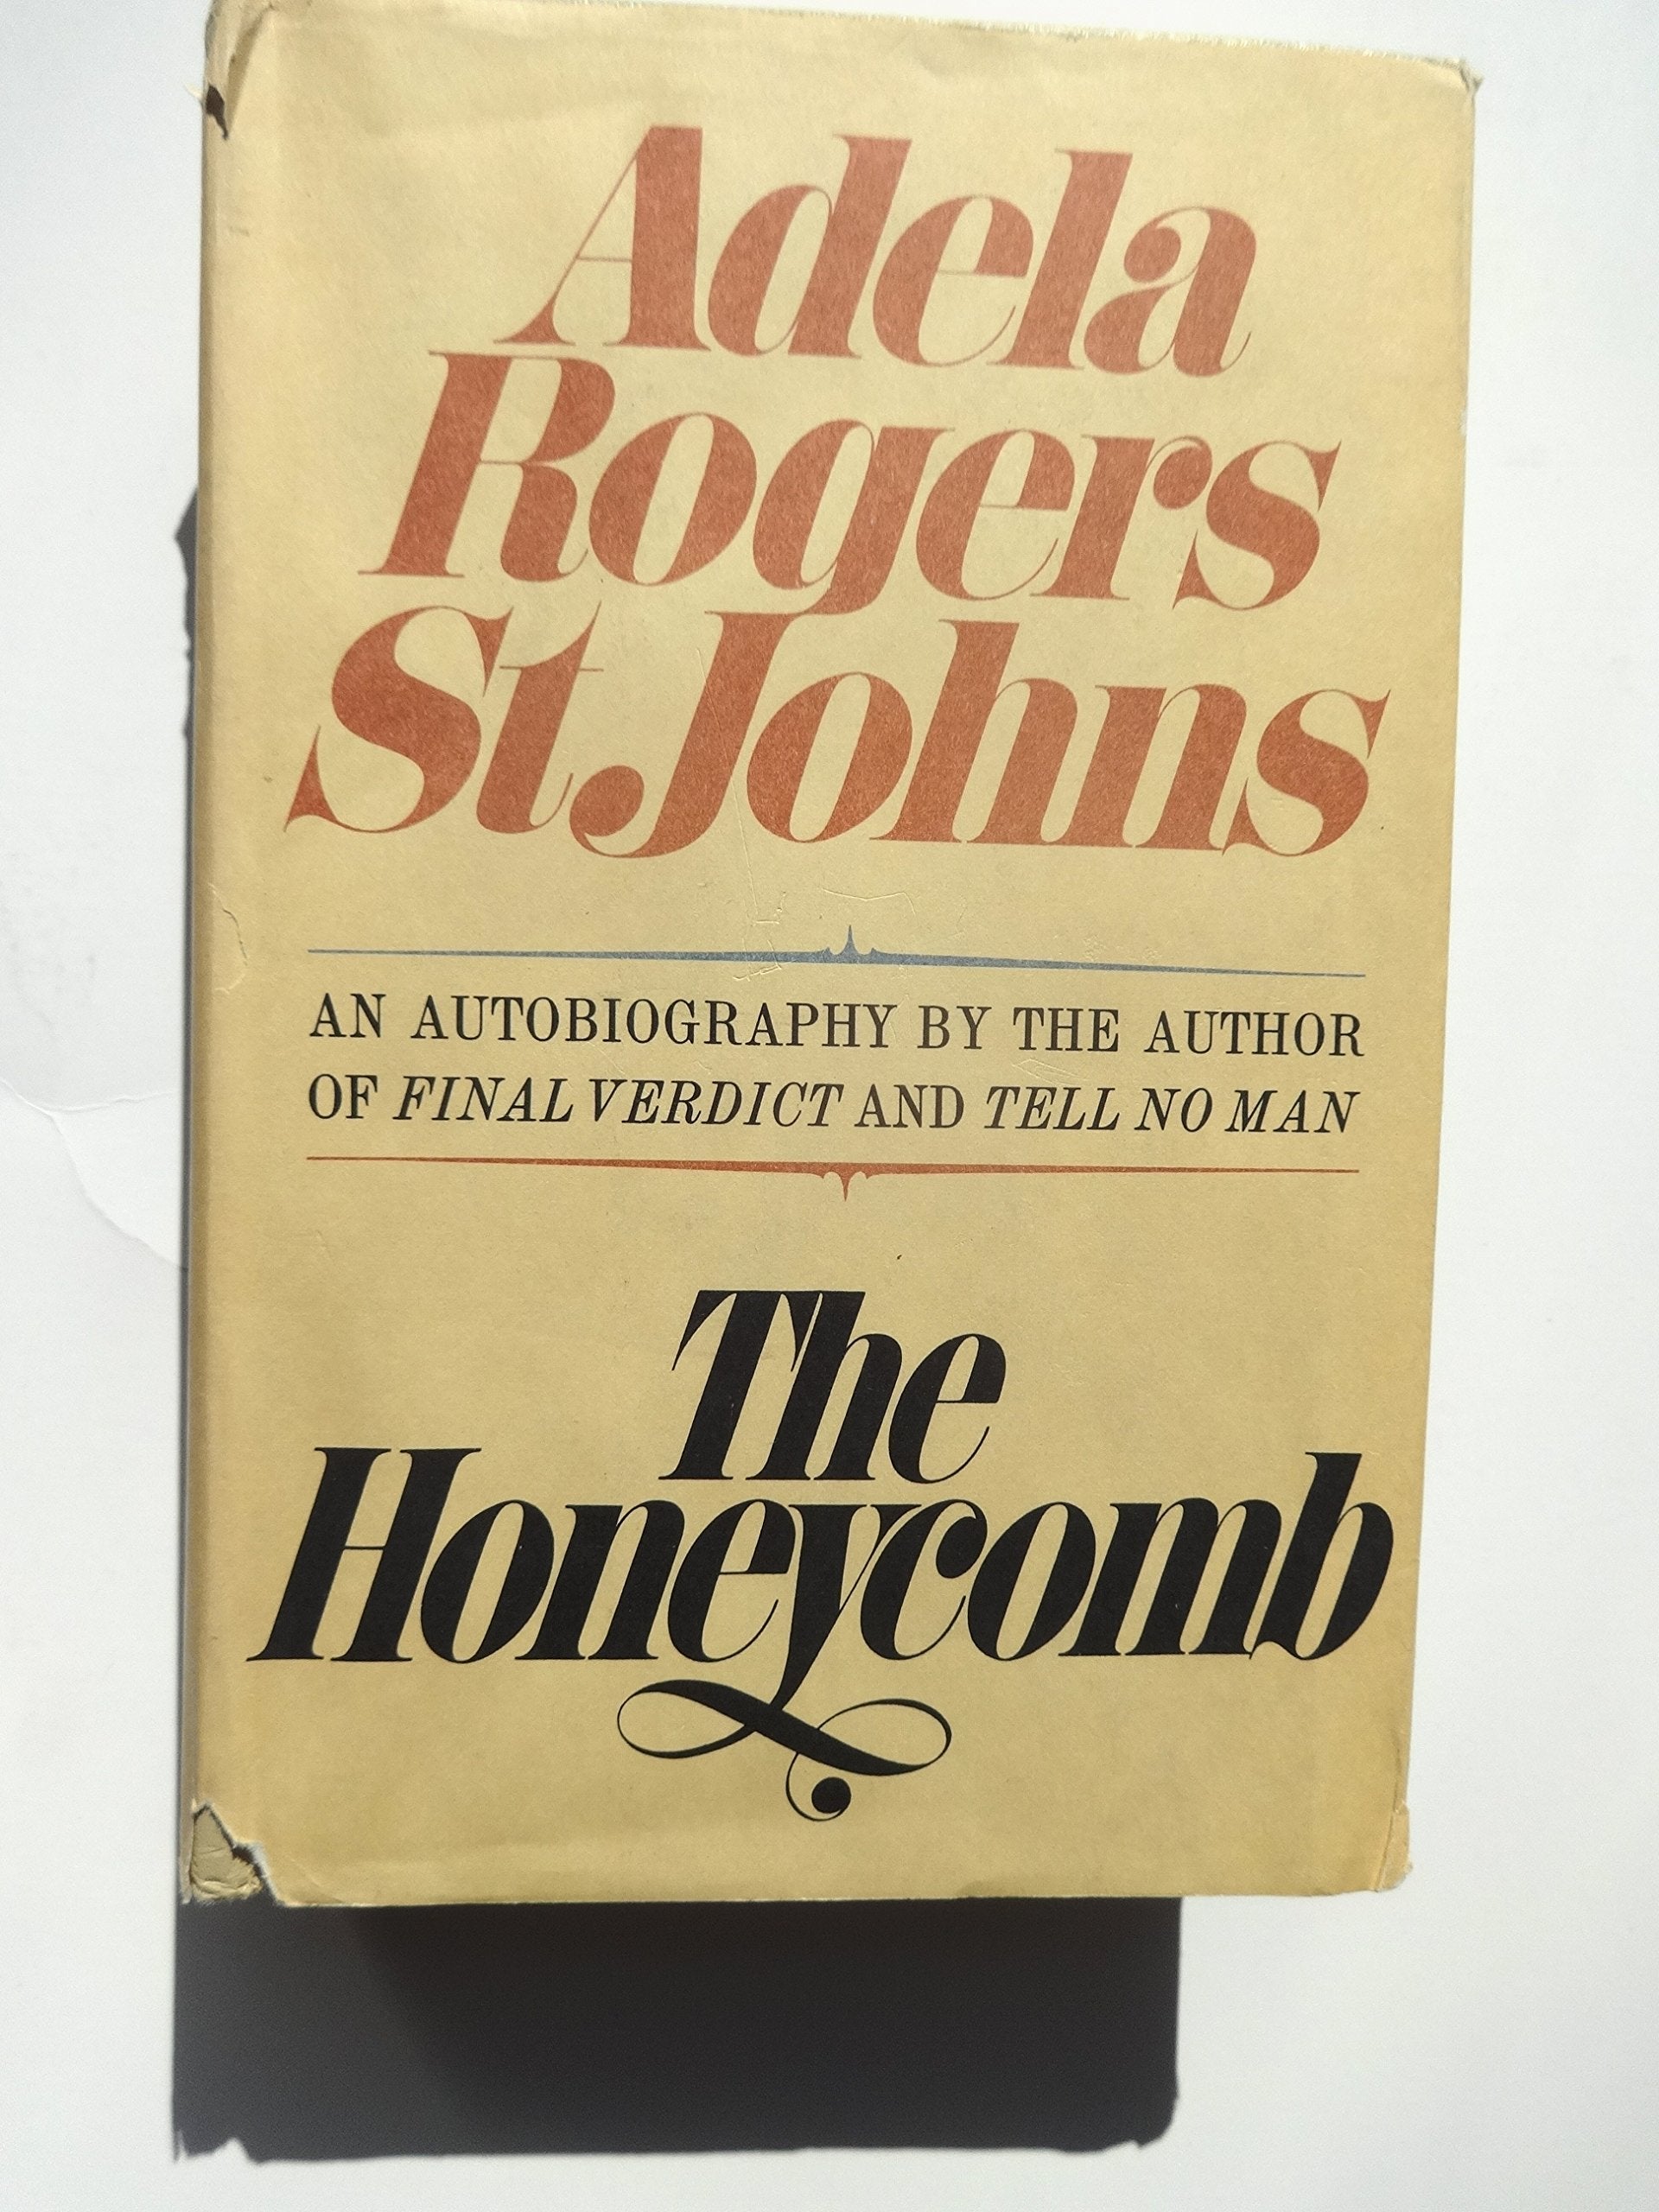 Adela
Rogers
St Johns
AN AUTOBIOGRAPHY BY THE AUTHOR
OF FINAL VERDICT AND TELL NO MAN
The
Honeycomb